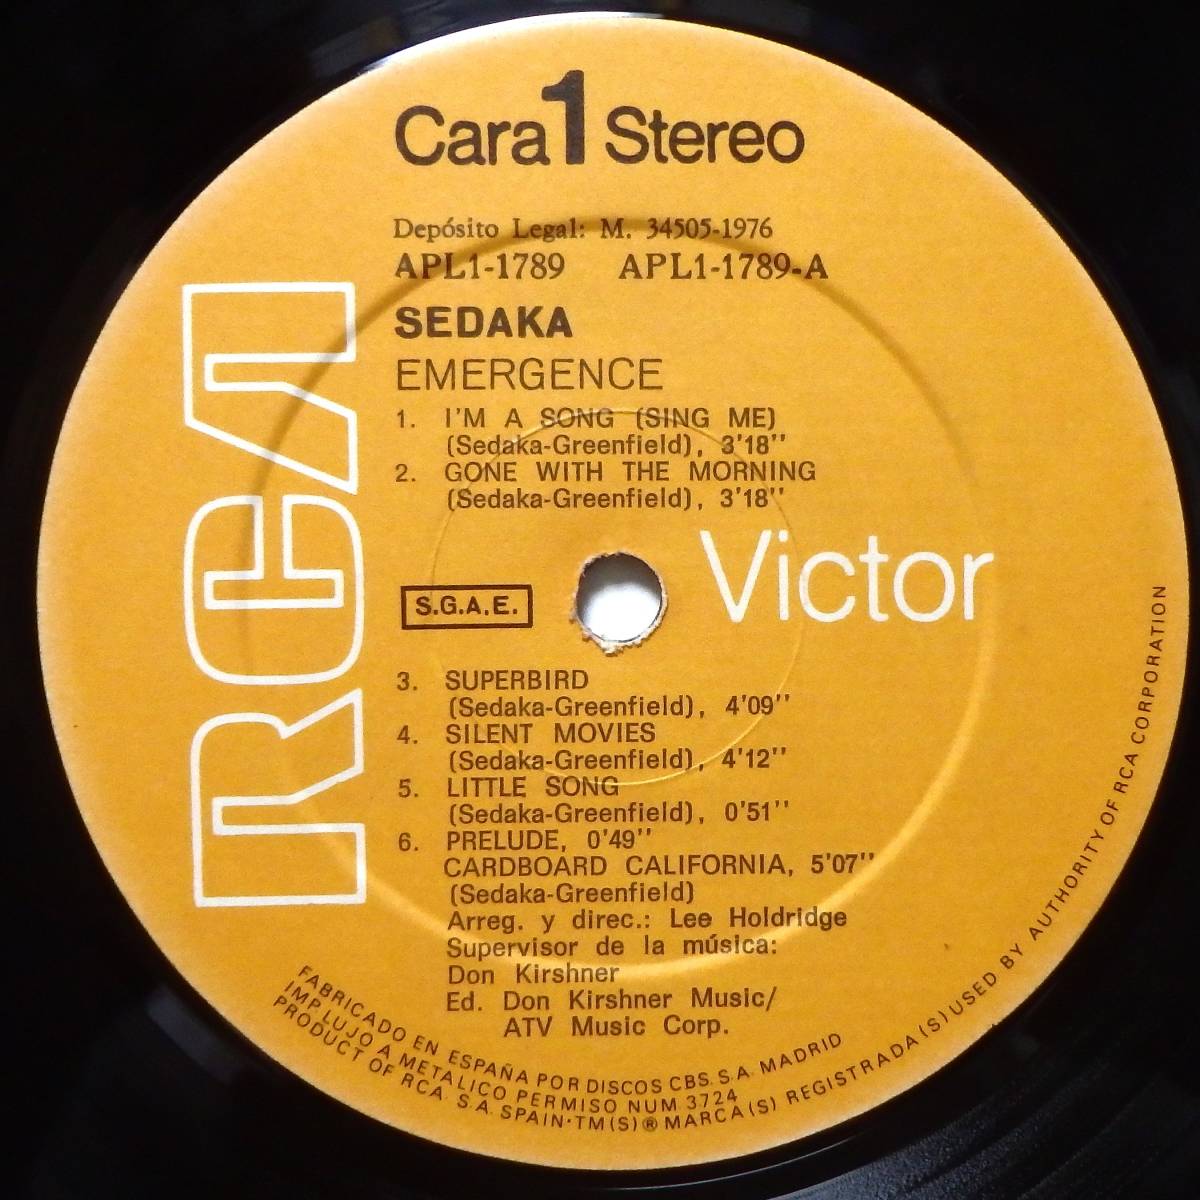 Cara 1 Stereo
Depósito Legal: M. 34505-1976
APL1-1789 APL1-1789-A
SEDAKA
EMERGENCE
1. I'M A SONG (SING ME)
(Sedaka-Greenfield), 3'18''
2. GONE WITH THE MORNING
(Sedaka-Greenfield), 3'18''
RCA
S.G.A.E.
Victor
3. SUPERBIRD
(Sedaka-Greenfield), 4'09''
4. SILENT MOVIES
(Sedaka-Greenfield), 4'12''
5. LITTLE SONG
(Sedaka-Greenfield), 0'51''
6. PRELUDE, 0'49''
CARDBOARD CALIFORNIA, 5'07''
(Sedaka-Greenfield)
Arreg. y direc.: Lee Holdridge
Supervisor de la música:
Don Kirshner
Ed. Don Kirshner Music/
ATV Music Corp.
FABRICADO EN ESPAÑA POR DISCOS CBS. S.A. MADRID
IMP. LUJO A METALICO PERMISO NUM. 3724
PRODUCT OF RCA. S.A. SPAIN·TM(S)® MARCA(S) REGISTRADA(S) USED BY AUTHORITY OF RCA CORPORATION